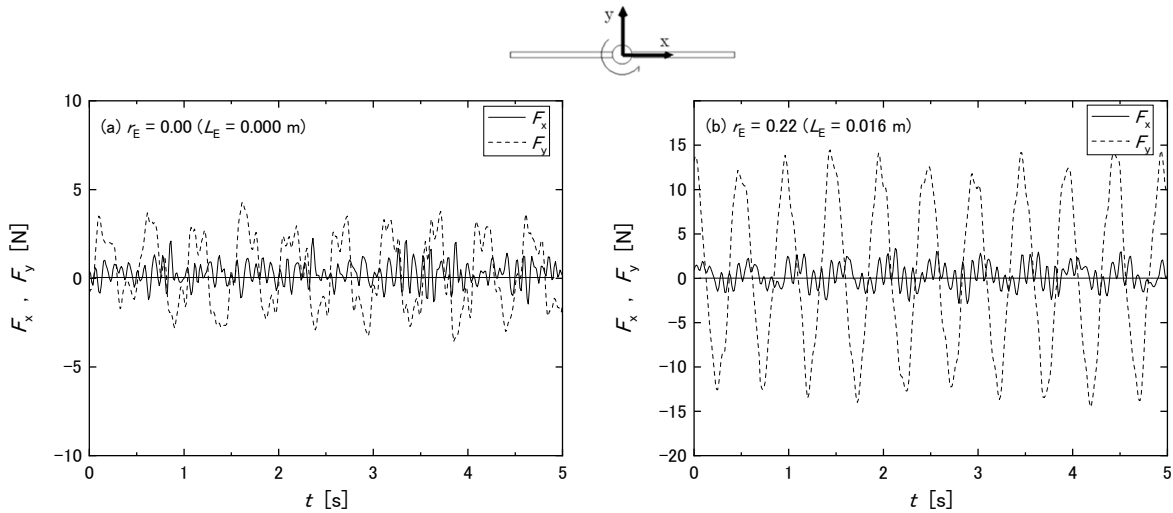 y
x
(a) r_E = 0.00 (L_E = 0.000 m)
F_x
F_y
10
5
0
−5
−10
F_x , F_y [N]
0 1 2 3 4 5
t [s]
(b) r_E = 0.22 (L_E = 0.016 m)
F_x
F_y
15
10
5
0
−5
−10
−15
−20
F_x , F_y [N]
0 1 2 3 4 5
t [s]